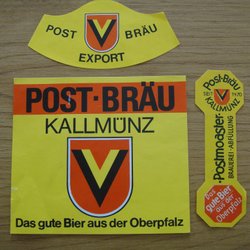 POST BRÄU
V
EXPORT
POST-BRÄU
KALLMÜNZ
V
Das gute Bier aus der Oberpfalz
POST-BRÄU
V
KALLMÜNZ
Postmoaster-
BRAUEREI-ABFÜLLUNG
Das
gute Bier
aus der
Oberpfalz